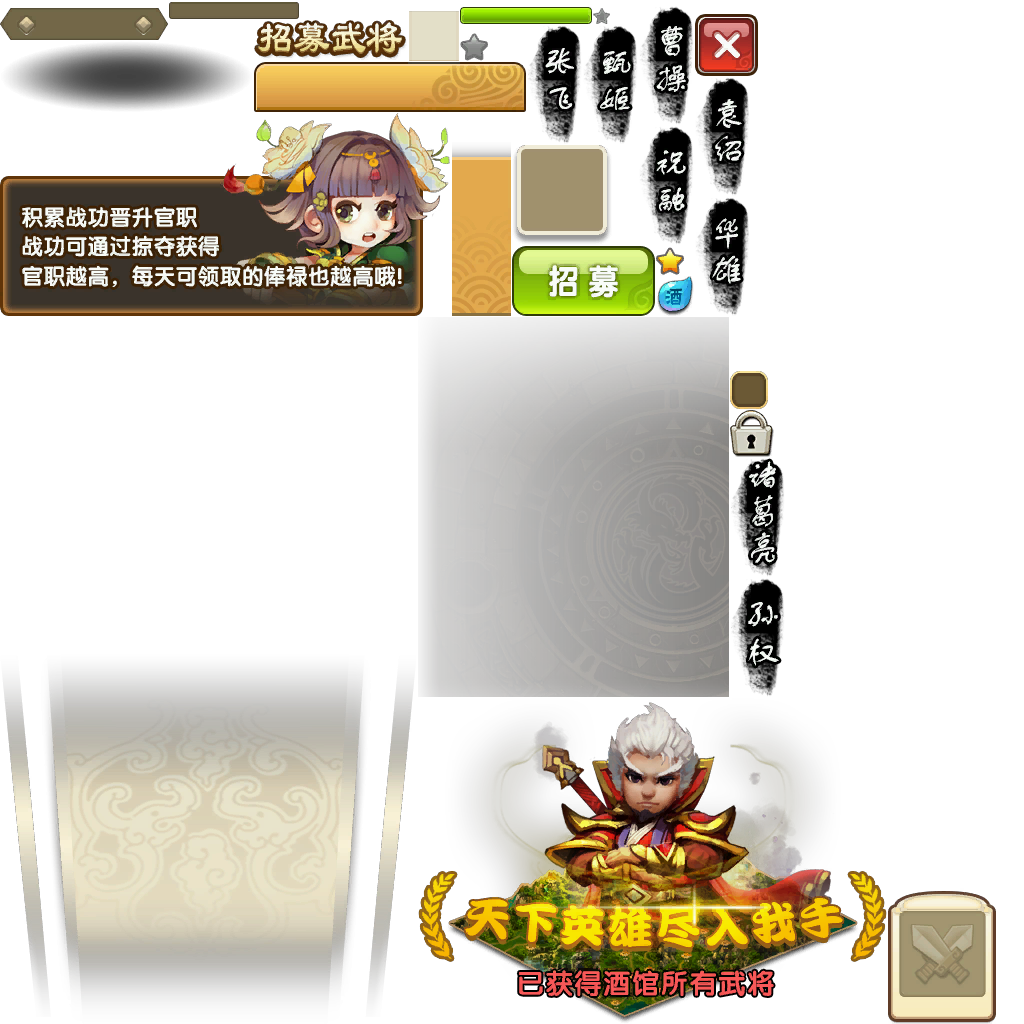 招募武将
张飞
甄姬
曹操
袁绍
祝融
华雄
积累战功晋升官职
战功可通过掠夺获得
官职越高，每天可领取的俸禄也越高哦!
招募
酒
诸葛亮
孙权
天下英雄尽入我手
已获得酒馆所有武将